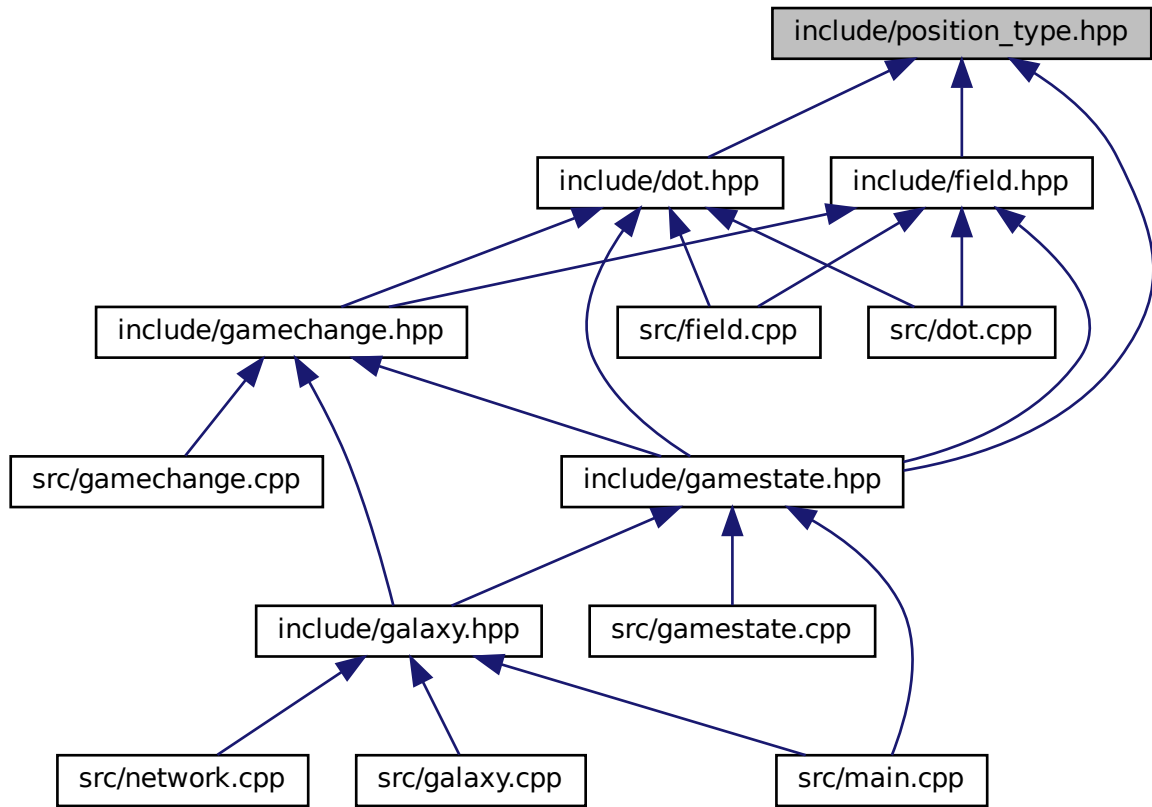 include/position_type.hpp
include/dot.hpp
include/field.hpp
include/gamechange.hpp
src/field.cpp
src/dot.cpp
src/gamechange.cpp
include/gamestate.hpp
include/galaxy.hpp
src/gamestate.cpp
src/network.cpp
src/galaxy.cpp
src/main.cpp